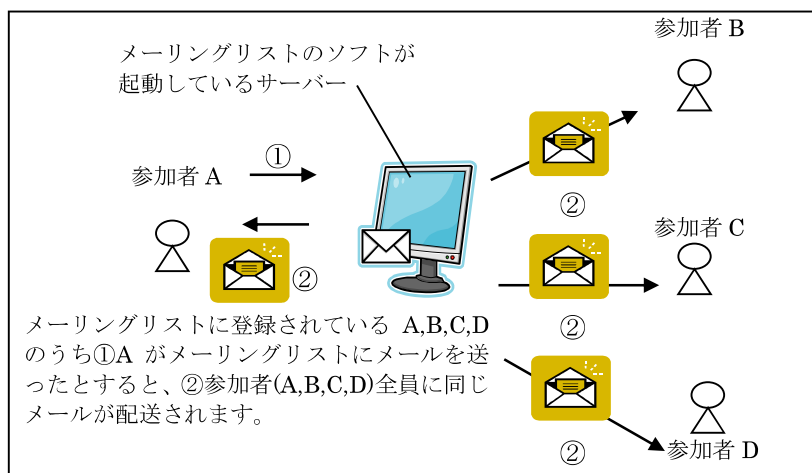 メーリングリストのソフトが
起動しているサーバー
参加者 B
参加者 A
①
②
②
参加者 C
②
メーリングリストに登録されている A,B,C,D
のうち①A がメーリングリストにメールを送
ったとすると、②参加者(A,B,C,D)全員に同じ
メールが配送されます。
②
参加者 D